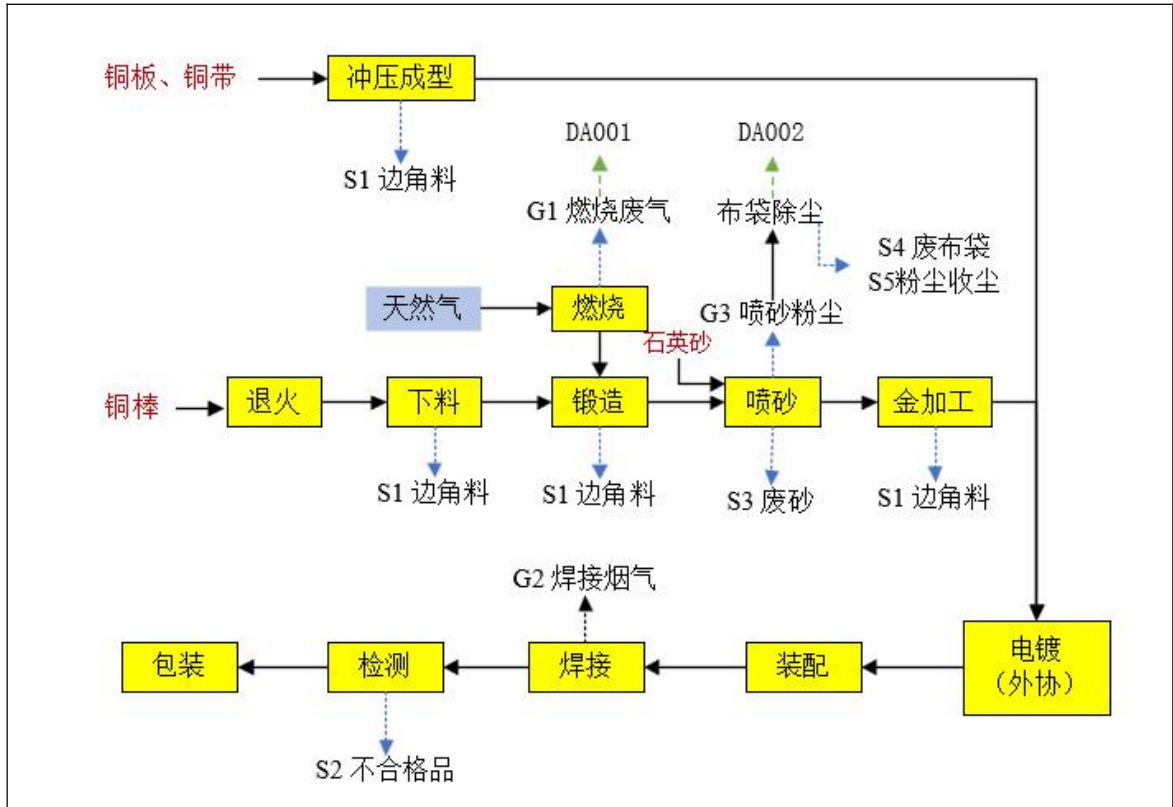 铜板、铜带
冲压成型
S1 边角料
DA001
DA002
G1 燃烧废气
布袋除尘
S4 废布袋
S5粉尘收尘
天然气
燃烧
石英砂
G3 喷砂粉尘
铜棒
退火
下料
锻造
喷砂
金加工
S1 边角料
S1 边角料
S3 废砂
S1 边角料
G2 焊接烟气
包装
检测
焊接
装配
电镀
（外协）
S2 不合格品